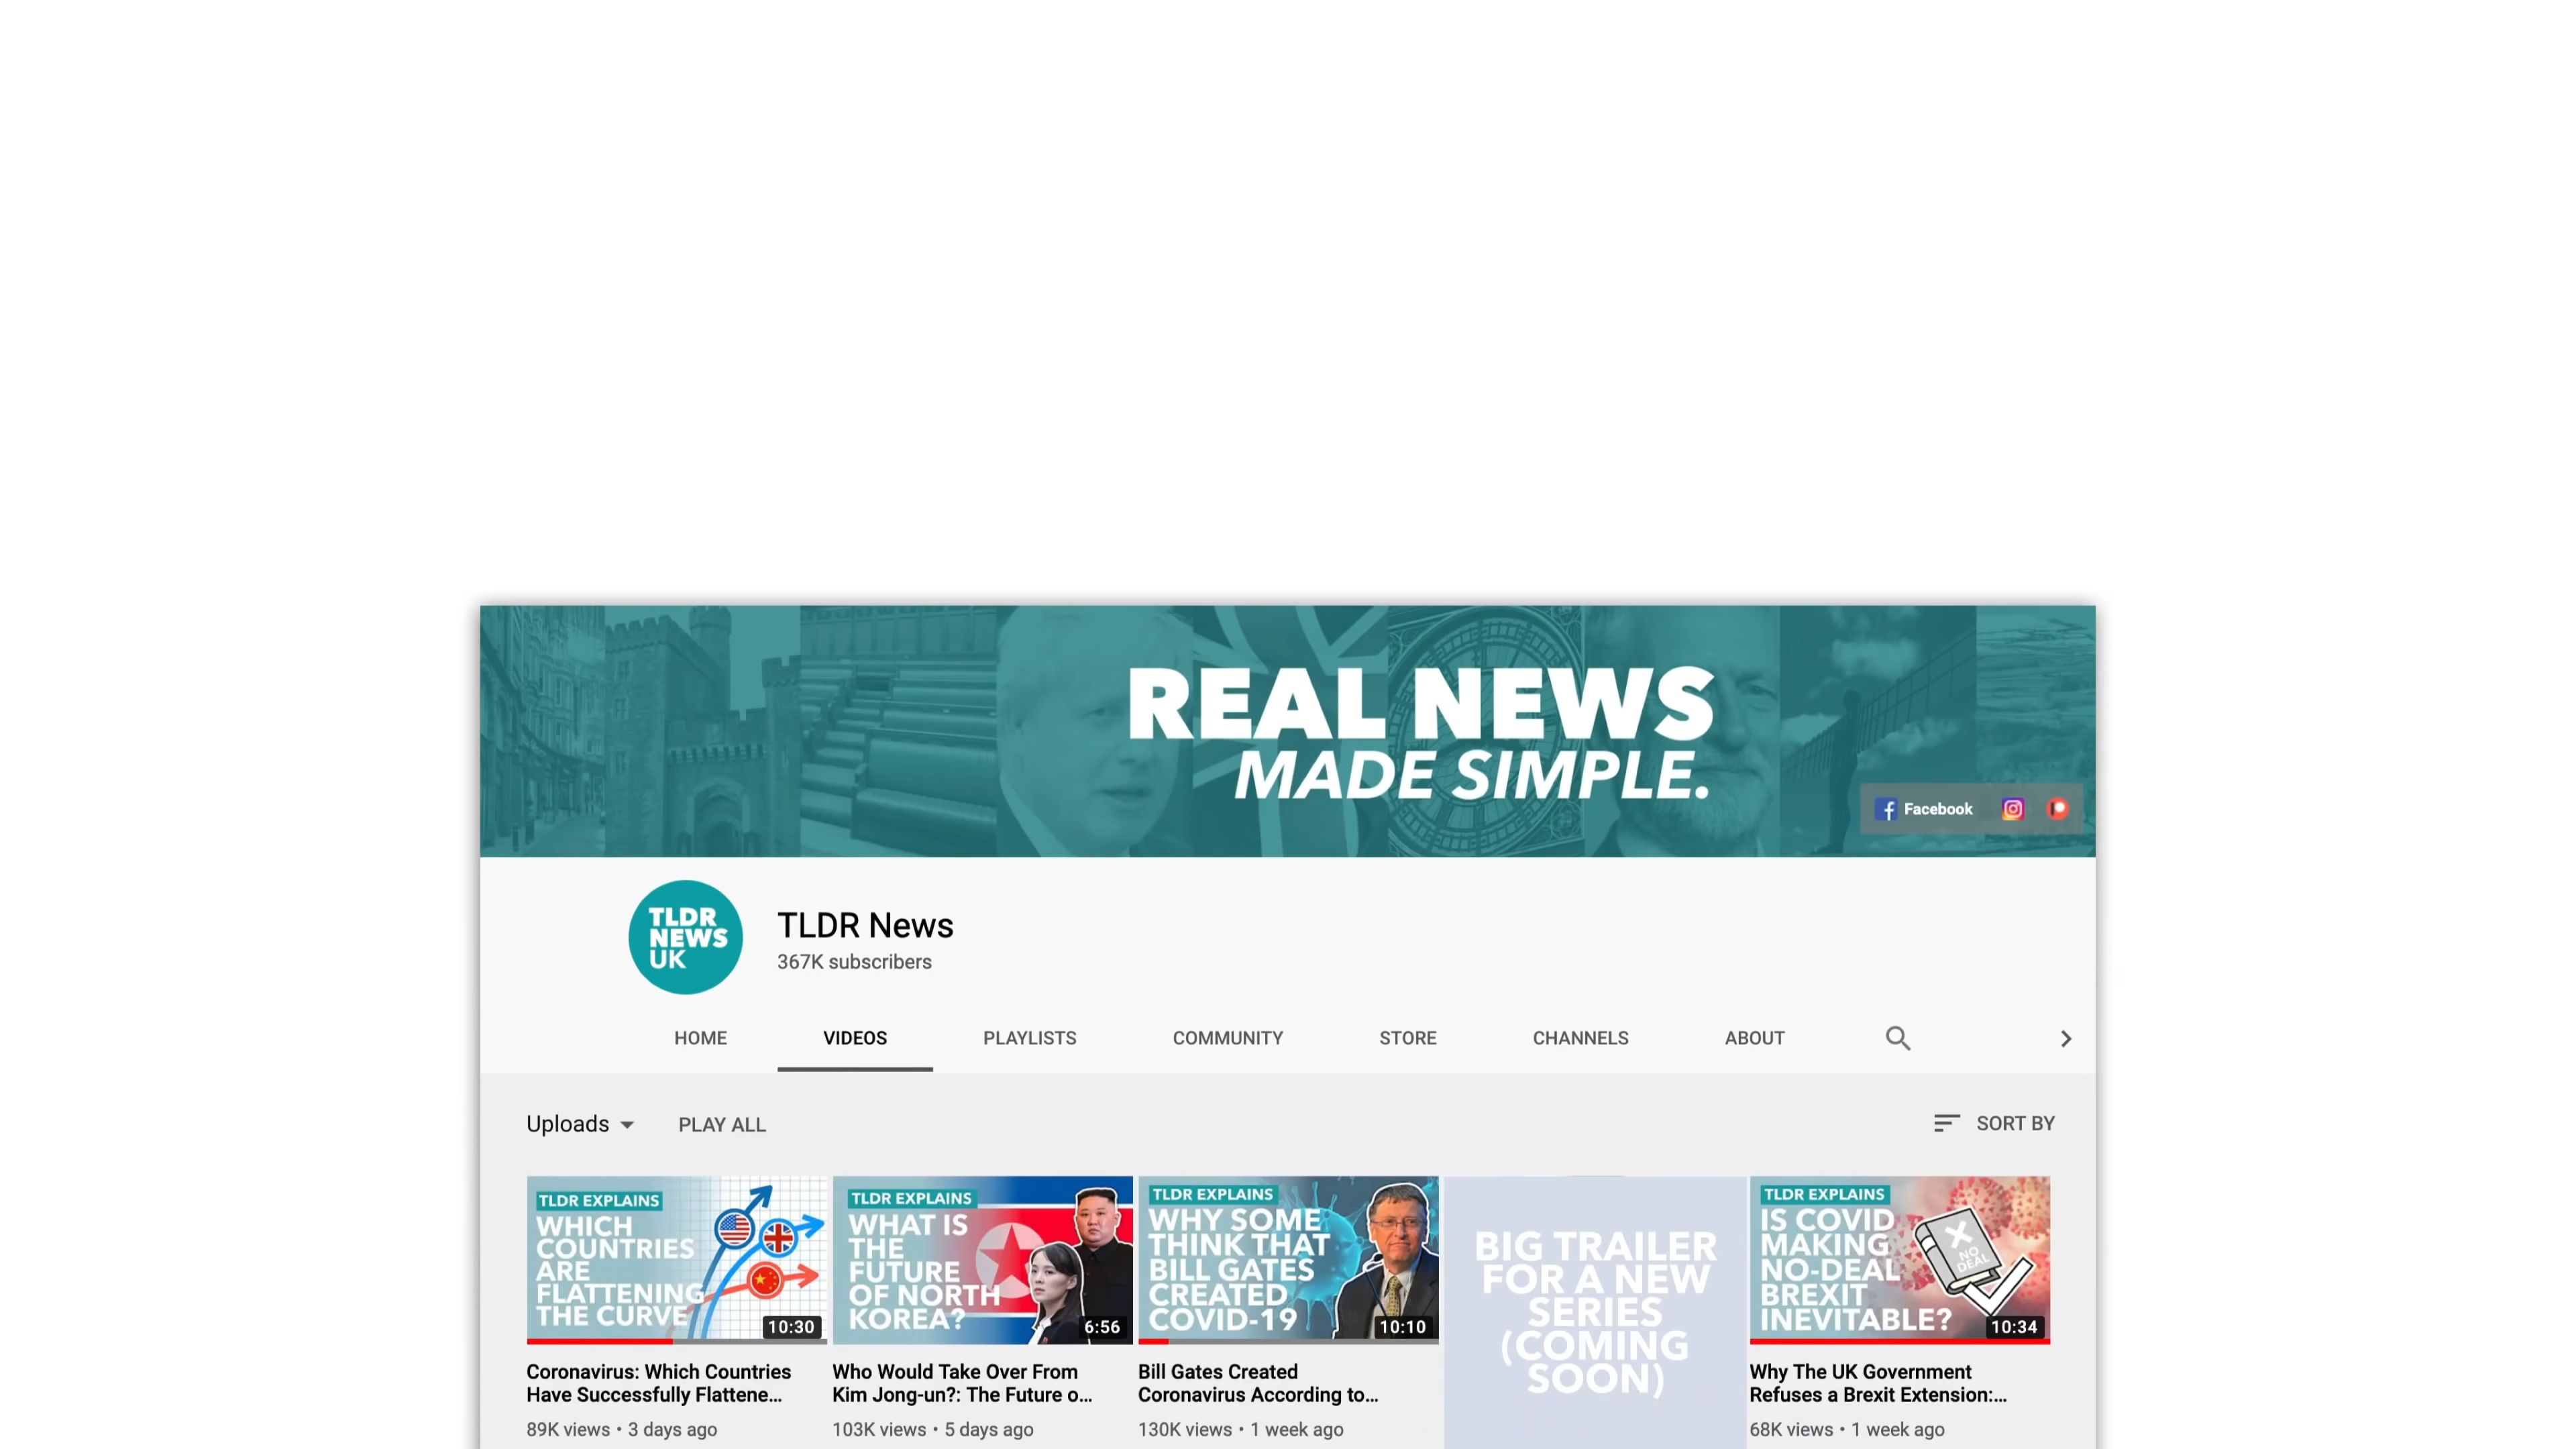 REAL NEWS
MADE SIMPLE.
Facebook
TLDR
NEWS
UK
TLDR News
367K subscribers
HOME VIDEOS PLAYLISTS COMMUNITY STORE CHANNELS ABOUT
Uploads PLAY ALL SORT BY
TLDR EXPLAINS
WHICH
COUNTRIES
ARE
FLATTENING
THE CURVE
10:30
Coronavirus: Which Countries
Have Successfully Flattene...
89K views • 3 days ago
TLDR EXPLAINS
WHAT IS
THE
FUTURE
OF NORTH
KOREA?
6:56
Who Would Take Over From
Kim Jong-un?: The Future o...
103K views • 5 days ago
TLDR EXPLAINS
WHY SOME
THINK THAT
BILL GATES
CREATED
COVID-19
10:10
Bill Gates Created
Coronavirus According to...
130K views • 1 week ago
BIG TRAILER
FOR A NEW
SERIES
(COMING
SOON)
TLDR EXPLAINS
IS COVID
MAKING
NO-DEAL
BREXIT
INEVITABLE?
NO
DEAL
10:34
Why The UK Government
Refuses a Brexit Extension:...
68K views • 1 week ago